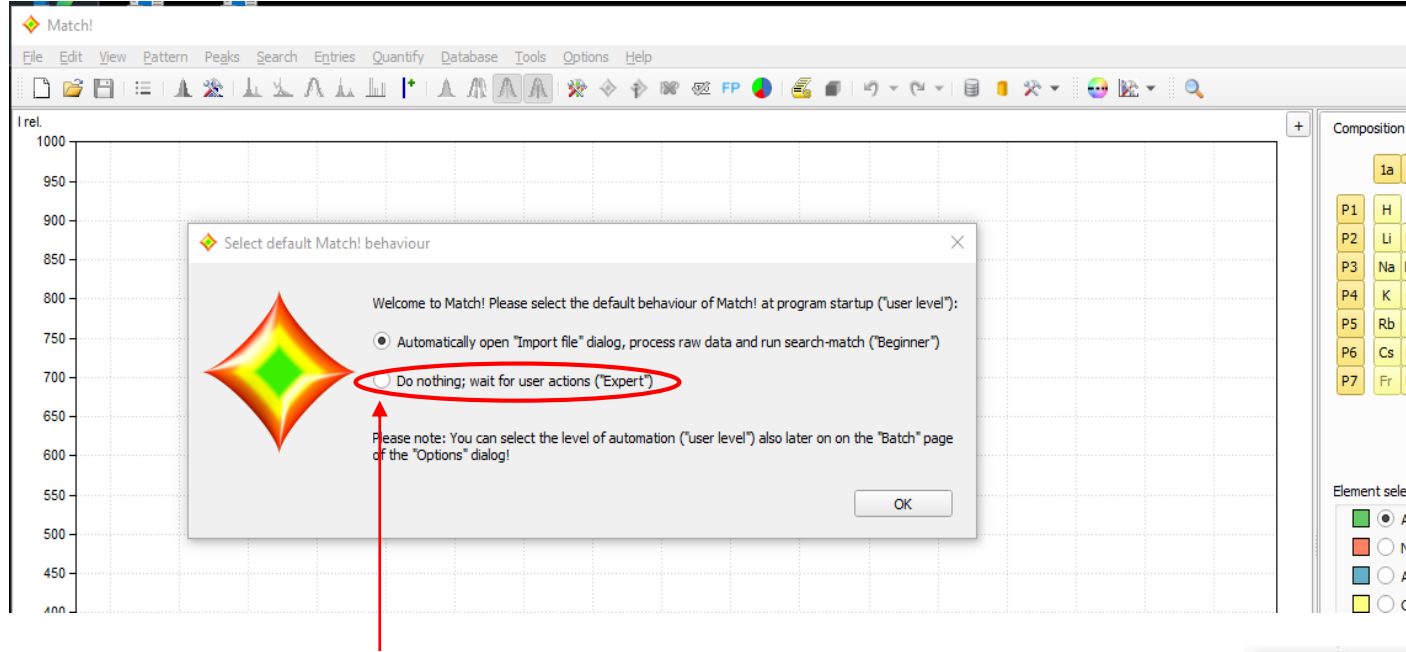 Match!
File Edit View Pattern Peaks Search Entries Quantify Database Tools Options Help
FP
I rel.
1000
950
900
850
800
750
700
650
600
550
500
450
400
Select default Match! behaviour
Welcome to Match! Please select the default behaviour of Match! at program startup ("user level"):
Automatically open "Import file" dialog, process raw data and run search-match ("Beginner")
Do nothing; wait for user actions ("Expert")
Please note: You can select the level of automation ("user level") also later on on the "Batch" page
of the "Options" dialog!
OK
+
Composition
1a
P1 H
P2 Li
P3 Na
P4 K
P5 Rb
P6 Cs
P7 Fr
Element sele
A
N
A